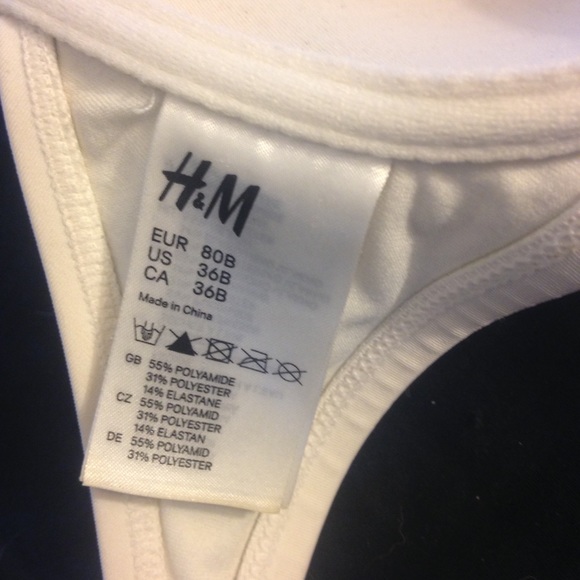 H&M
EUR 80B
US 36B
CA 36B
Made in China
GB 55% POLYAMIDE
31% POLYESTER
14% ELASTANE
CZ 55% POLYAMID
31% POLYESTER
14% ELASTAN
DE 55% POLYAMID
31% POLYESTER